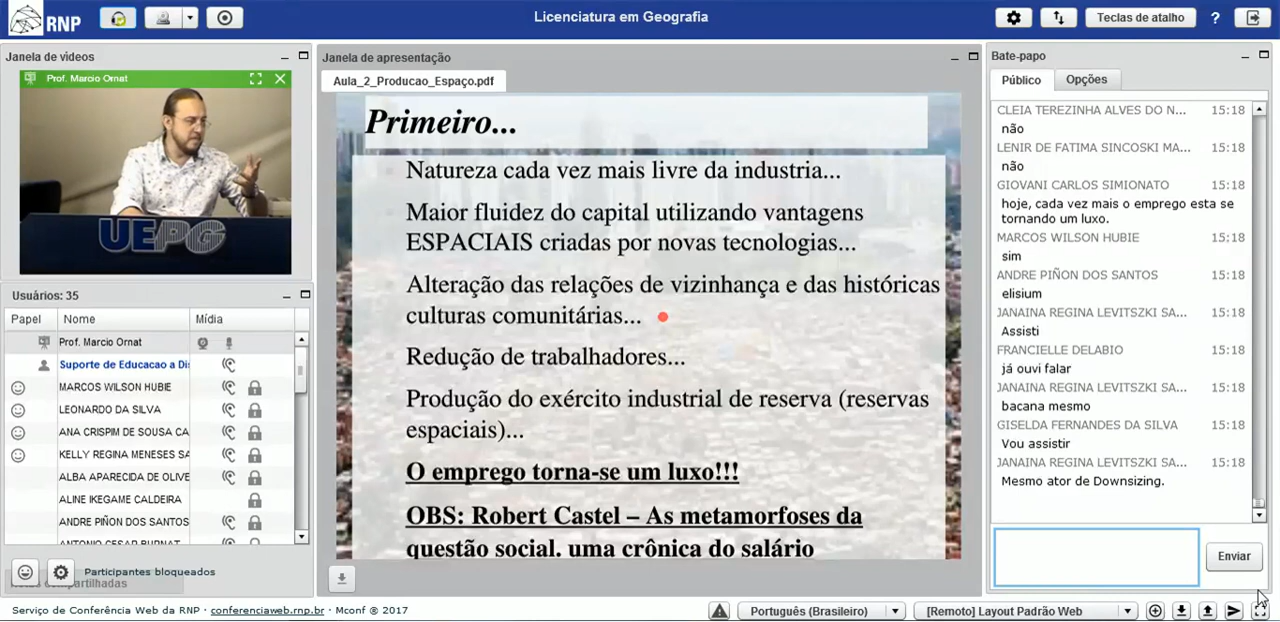 RNP
Licenciatura em Geografia
Teclas de atalho
?
Janela de vídeos
Prof. Marcio Ornat
UEPG
Usuários: 35
Papel Nome Mídia
Prof. Marcio Ornat
Suporte de Educacao a Di
MARCOS WILSON HUBIE
LEONARDO DA SILVA
ANA CRISPIM DE SOUSA CA
KELLY REGINA MENESES SA
ALBA APARECIDA DE OLIVE
ALINE IKEGAME CALDEIRA
ANDRE PIÑON DOS SANTOS
Participantes bloqueados
Janela de apresentação
Aula_2_Producao_Espaço.pdf
Primeiro...
Natureza cada vez mais livre da industria...
Maior fluidez do capital utilizando vantagens
ESPACIAIS criadas por novas tecnologias...
Alteração das relações de vizinhança e das históricas
culturas comunitárias...
Redução de trabalhadores...
Produção do exército industrial de reserva (reservas
espaciais)...
O emprego torna-se um luxo!!!
OBS: Robert Castel – As metamorfoses da
questão social. uma crônica do salário
Bate-papo
Público Opções
CLEIA TEREZINHA ALVES DO N... 15:18
não
LENIR DE FATIMA SINCOSKI MA... 15:18
não
GIOVANI CARLOS SIMIONATO 15:18
hoje, cada vez mais o emprego esta se
tornando um luxo.
MARCOS WILSON HUBIE 15:18
sim
ANDRE PIÑON DOS SANTOS 15:18
elisium
JANAINA REGINA LEVITSZKI SA... 15:18
Assisti
FRANCIELLE DELABIO 15:18
já ouvi falar
JANAINA REGINA LEVITSZKI SA... 15:18
bacana mesmo
GISELDA FERNANDES DA SILVA 15:18
Vou assistir
JANAINA REGINA LEVITSZKI SA... 15:18
Mesmo ator de Downsizing.
Enviar
Serviço de Conferência Web da RNP · conferenciaweb.rnp.br · Mconf ® 2017
Português (Brasileiro)
[Remoto] Layout Padrão Web